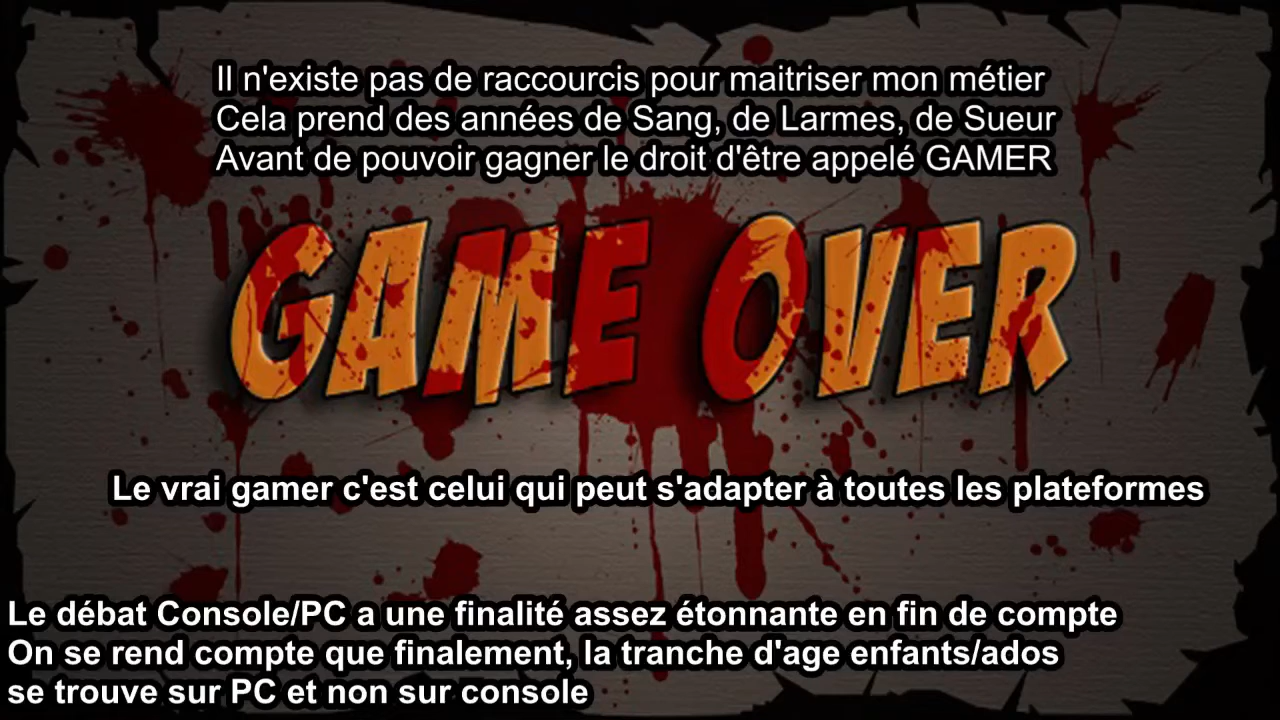 Il n'existe pas de raccourcis pour maitriser mon métier
Cela prend des années de Sang, de Larmes, de Sueur
Avant de pouvoir gagner le droit d'être appelé GAMER
GAME OVER
Le vrai gamer c'est celui qui peut s'adapter à toutes les plateformes
Le débat Console/PC a une finalité assez étonnante en fin de compte
On se rend compte que finalement, la tranche d'age enfants/ados
se trouve sur PC et non sur console